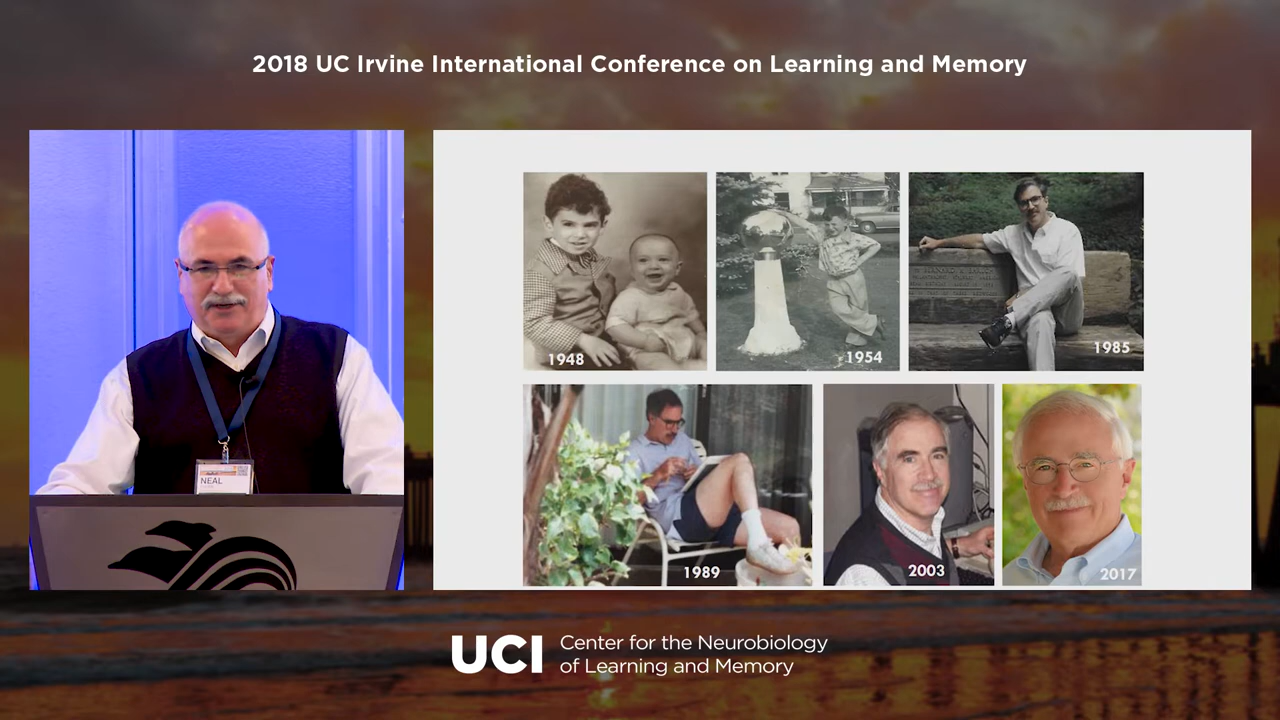 2018 UC Irvine International Conference on Learning and Memory
1948
1954
1985
1989
2003
2017
NEAL
UCI
Center for the Neurobiology
of Learning and Memory